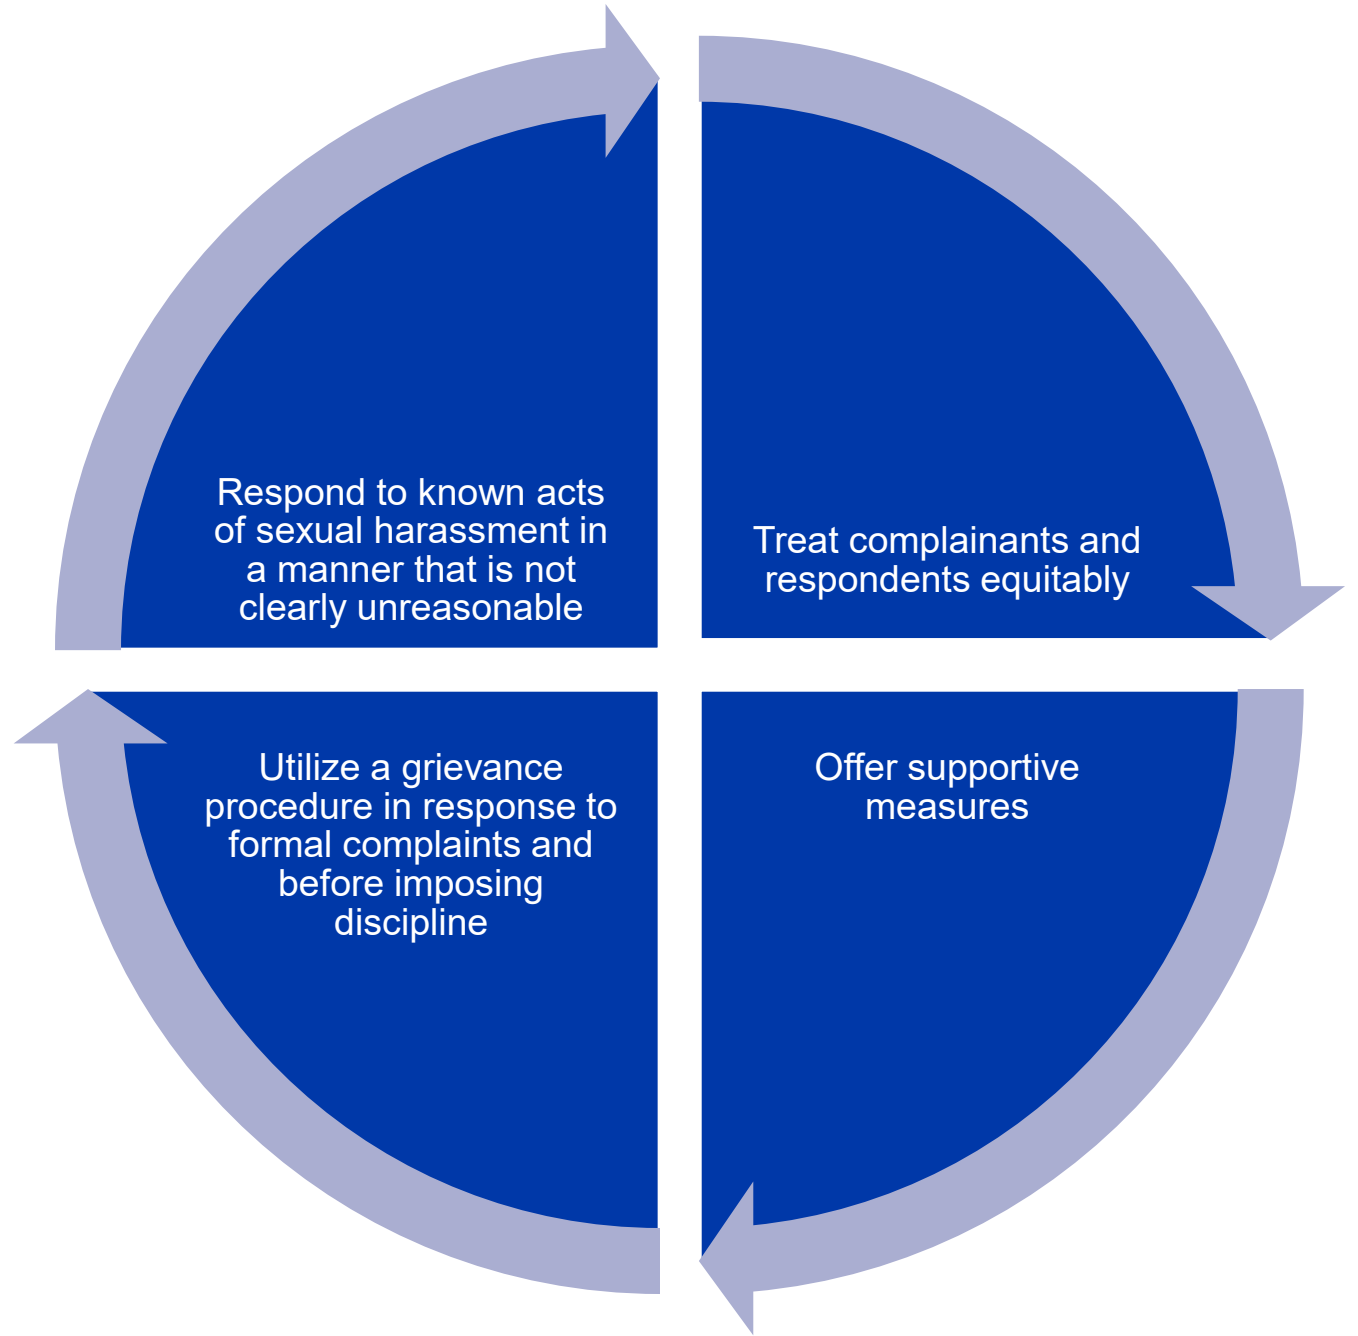 Respond to known acts
of sexual harassment in
a manner that is not
clearly unreasonable
Treat complainants and
respondents equitably
Offer supportive
measures
Utilize a grievance
procedure in response to
formal complaints and
before imposing
discipline